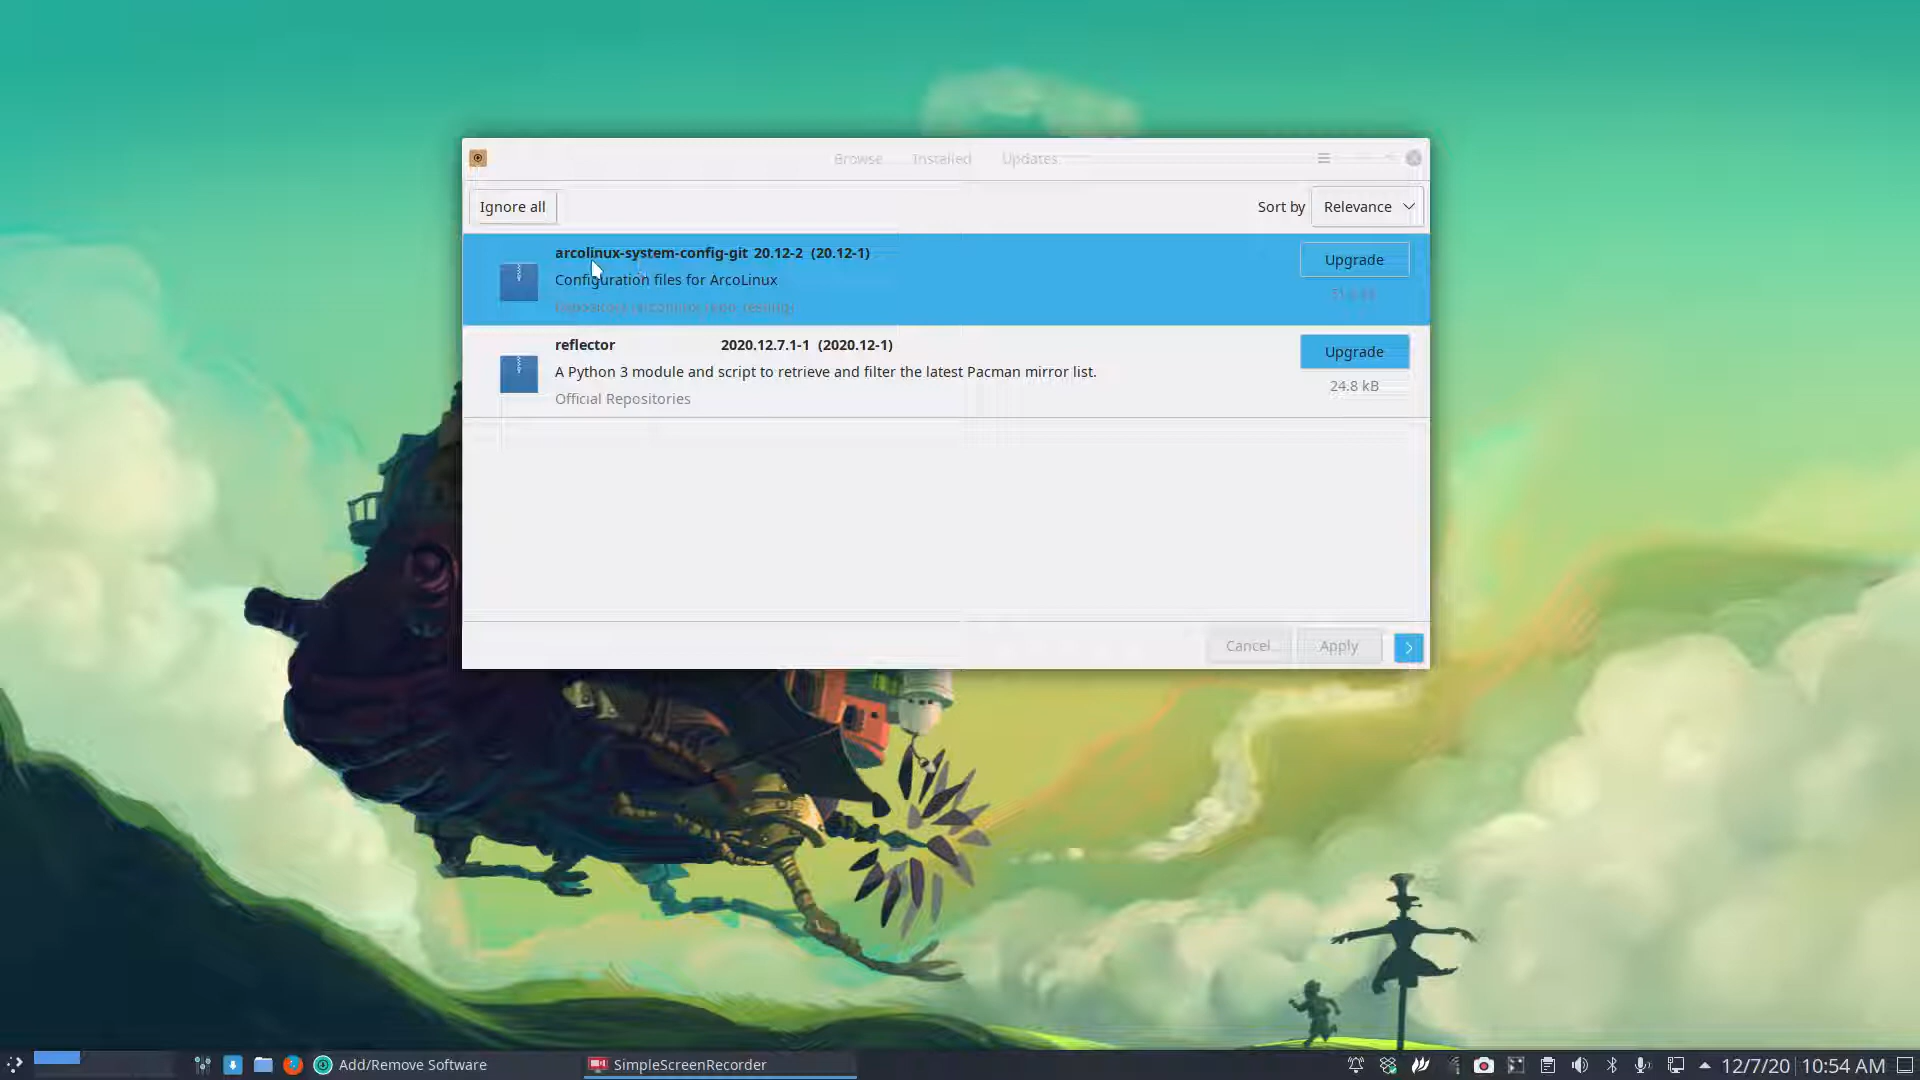 Browse Installed Updates
Ignore all
Sort by Relevance
arcolinux-system-config-git 20.12-2 (20.12-1)
Upgrade
Configuration files for ArcoLinux
reflector 2020.12.7.1-1 (2020.12-1)
Upgrade
A Python 3 module and script to retrieve and filter the latest Pacman mirror list.
24.8 kB
Official Repositories
Cancel Apply
Add/Remove Software
SimpleScreenRecorder
12/7/20 10:54 AM